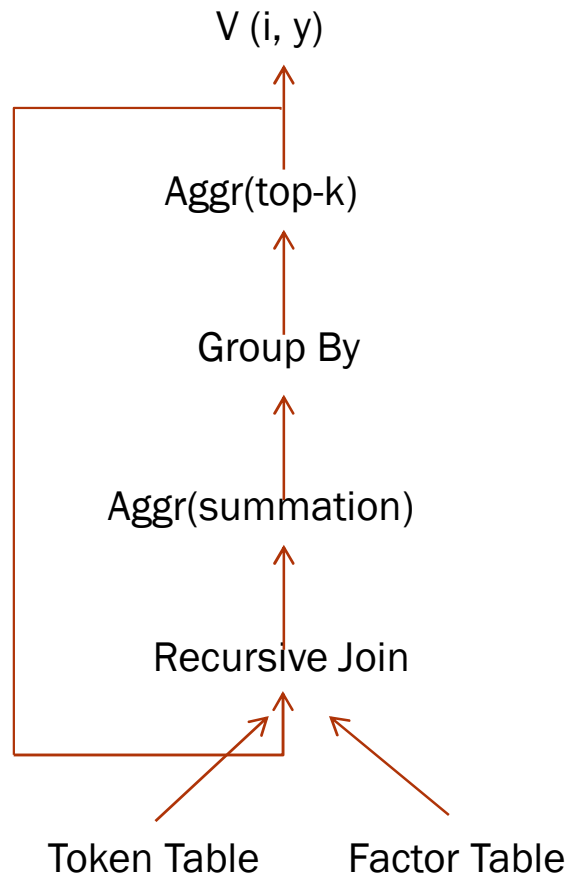 V (i, y)
Aggr(top-k)
Group By
Aggr(summation)
Recursive Join
Token Table Factor Table